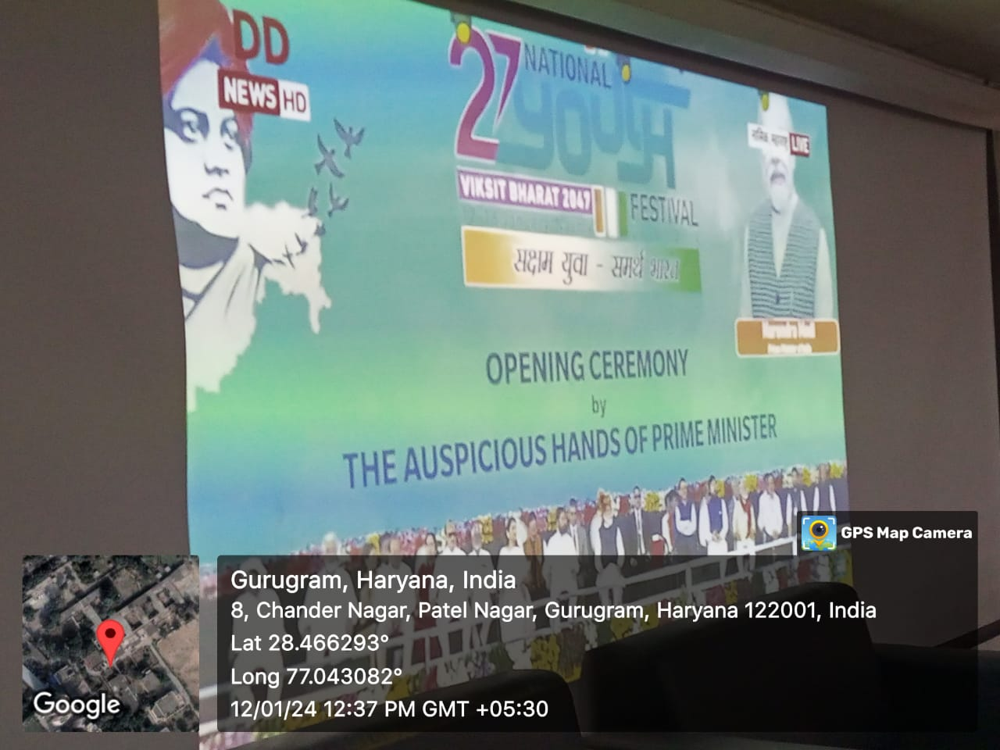 DD
NEWS HD
27 NATIONAL
YOUTH
VIKSIT BHARAT 2047
FESTIVAL
सक्षम युवा - समर्थ भारत
LIVE
Narendra Modi
OPENING CEREMONY
by
THE AUSPICIOUS HANDS OF PRIME MINISTER
GPS Map Camera
Gurugram, Haryana, India
8, Chander Nagar, Patel Nagar, Gurugram, Haryana 122001, India
Lat 28.466293°
Long 77.043082°
12/01/24 12:37 PM GMT +05:30
Google